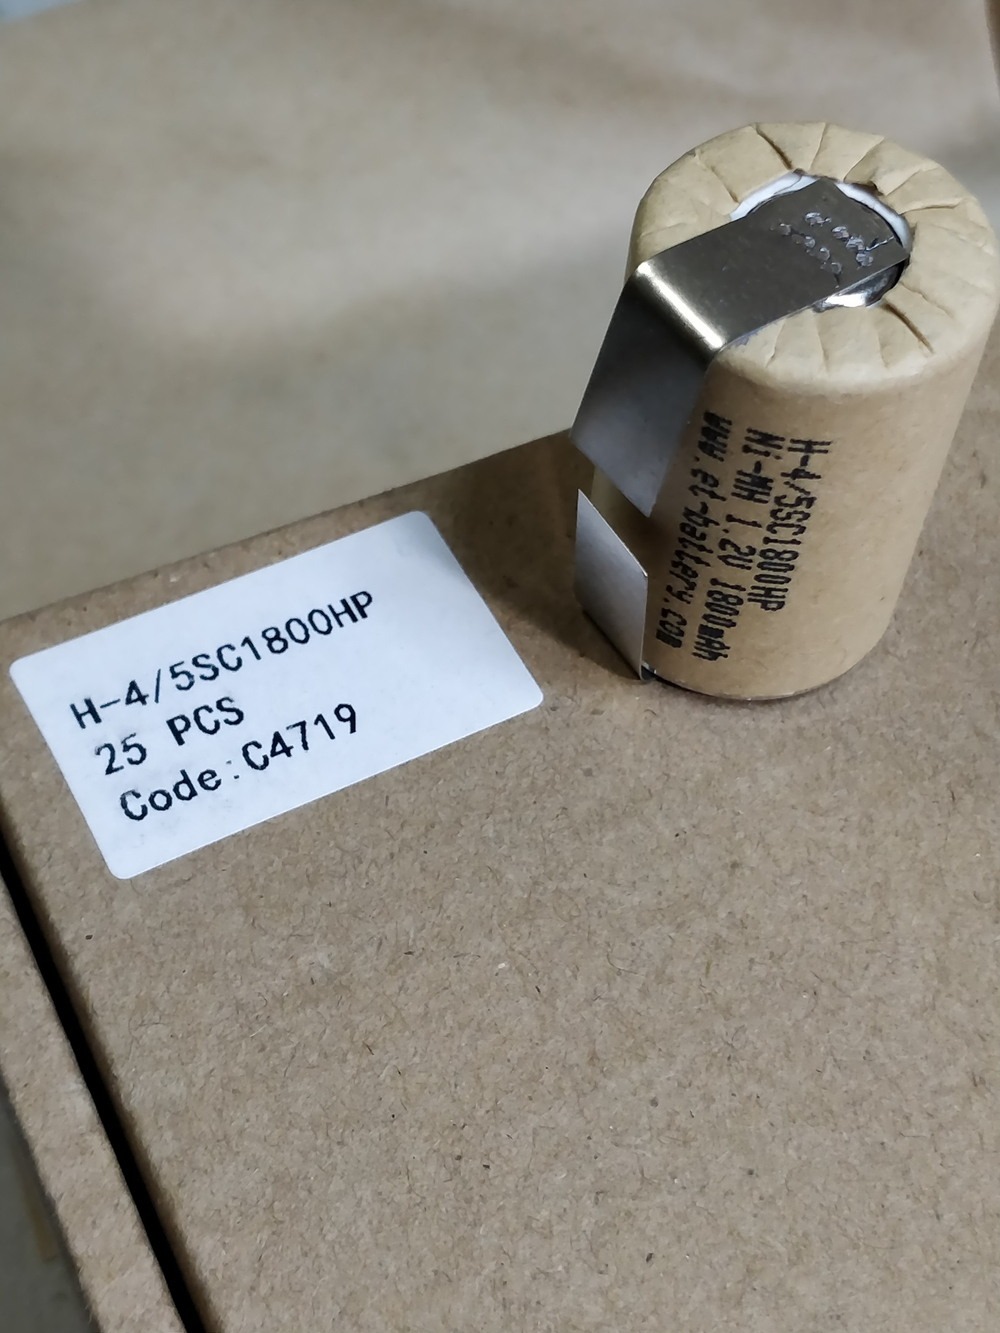 H-4/5SC1800HP
25 PCS
Code:C4719
H-4/5SC1800HP
Ni-MH 1.2V 1800mAh
www.et-battery.com